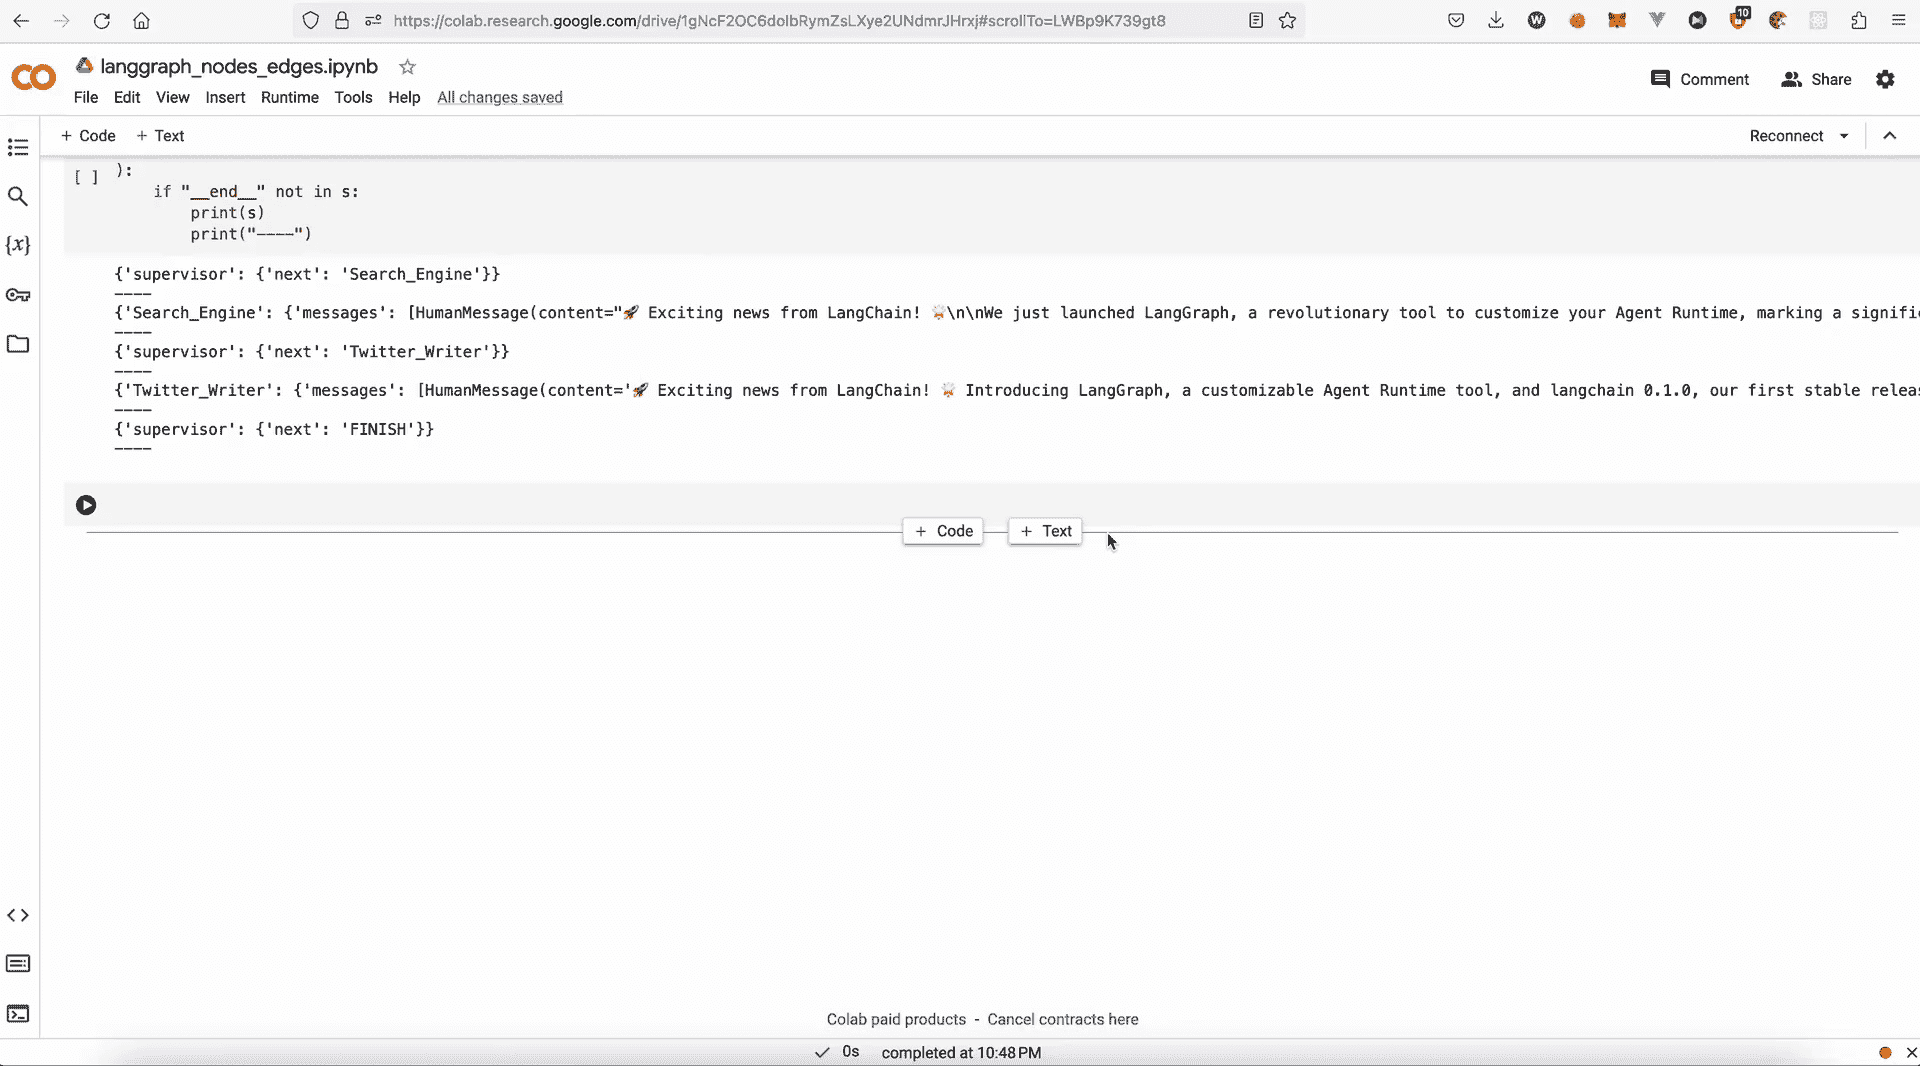 https://colab.research.google.com/drive/1gNcF2OC6dolbRymZsLXye2UNdmrJHrxj#scrollTo=LWBp9K739gt8
10
CO langgraph_nodes_edges.ipynb
File Edit View Insert Runtime Tools Help All changes saved
Comment Share
+ Code + Text
Reconnect
[ ] ):
if "__end__" not in s:
print(s)
print("----")
{'supervisor': {'next': 'Search_Engine'}}
----
{'Search_Engine': {'messages': [HumanMessage(content="🚀 Exciting news from LangChain! 🌟\n\nWe just launched LangGraph, a revolutionary tool to customize your Agent Runtime, marking a signifi
----
{'supervisor': {'next': 'Twitter_Writer'}}
----
{'Twitter_Writer': {'messages': [HumanMessage(content='🚀 Exciting news from LangChain! 🌟 Introducing LangGraph, a customizable Agent Runtime tool, and langchain 0.1.0, our first stable releas
----
{'supervisor': {'next': 'FINISH'}}
----
+ Code + Text
Colab paid products - Cancel contracts here
0s completed at 10:48 PM